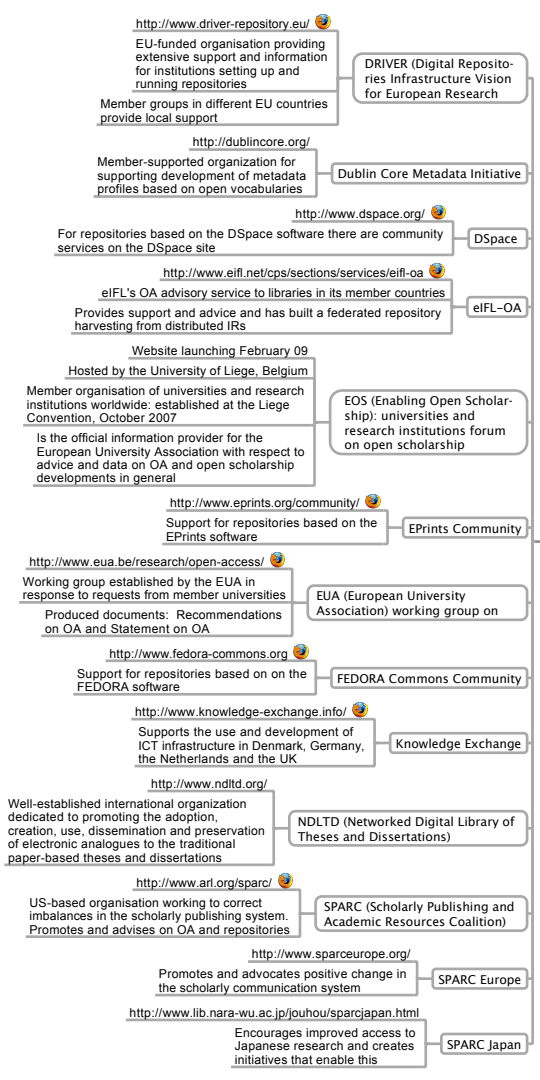 http://www.driver-repository.eu/
EU-funded organisation providing
extensive support and information
for institutions setting up and
running repositories
Member groups in different EU countries
provide local support
DRIVER (Digital Reposito-
ries Infrastructure Vision
for European Research
http://dublincore.org/
Member-supported organization for
supporting development of metadata
profiles based on open vocabularies
Dublin Core Metadata Initiative
http://www.dspace.org/
For repositories based on the DSpace software there are community
services on the DSpace site
DSpace
http://www.eifl.net/cps/sections/services/eifl-oa
eIFL's OA advisory service to libraries in its member countries
Provides support and advice and has built a federated repository
harvesting from distributed IRs
eIFL-OA
Website launching February 09
Hosted by the University of Liege, Belgium
Member organisation of universities and research
institutions worldwide: established at the Liege
Convention, October 2007
Is the official information provider for the
European University Association with respect to
advice and data on OA and open scholarship
developments in general
EOS (Enabling Open Scholar-
ship): universities and
research institutions forum
on open scholarship
http://www.eprints.org/community/
Support for repositories based on the
EPrints software
EPrints Community
http://www.eua.be/research/open-access/
Working group established by the EUA in
response to requests from member universities
Produced documents: Recommendations
on OA and Statement on OA
EUA (European University
Association) working group on
http://www.fedora-commons.org
Support for repositories based on on the
FEDORA software
FEDORA Commons Community
http://www.knowledge-exchange.info/
Supports the use and development of
ICT infrastructure in Denmark, Germany,
the Netherlands and the UK
Knowledge Exchange
http://www.ndltd.org/
Well-established international organization
dedicated to promoting the adoption,
creation, use, dissemination and preservation
of electronic analogues to the traditional
paper-based theses and dissertations
NDLTD (Networked Digital Library of
Theses and Dissertations)
http://www.arl.org/sparc/
US-based organisation working to correct
imbalances in the scholarly publishing system.
Promotes and advises on OA and repositories
SPARC (Scholarly Publishing and
Academic Resources Coalition)
http://www.sparceurope.org/
Promotes and advocates positive change in
the scholarly communication system
SPARC Europe
http://www.lib.nara-wu.ac.jp/jouhou/sparcjapan.html
Encourages improved access to
Japanese research and creates
initiatives that enable this
SPARC Japan